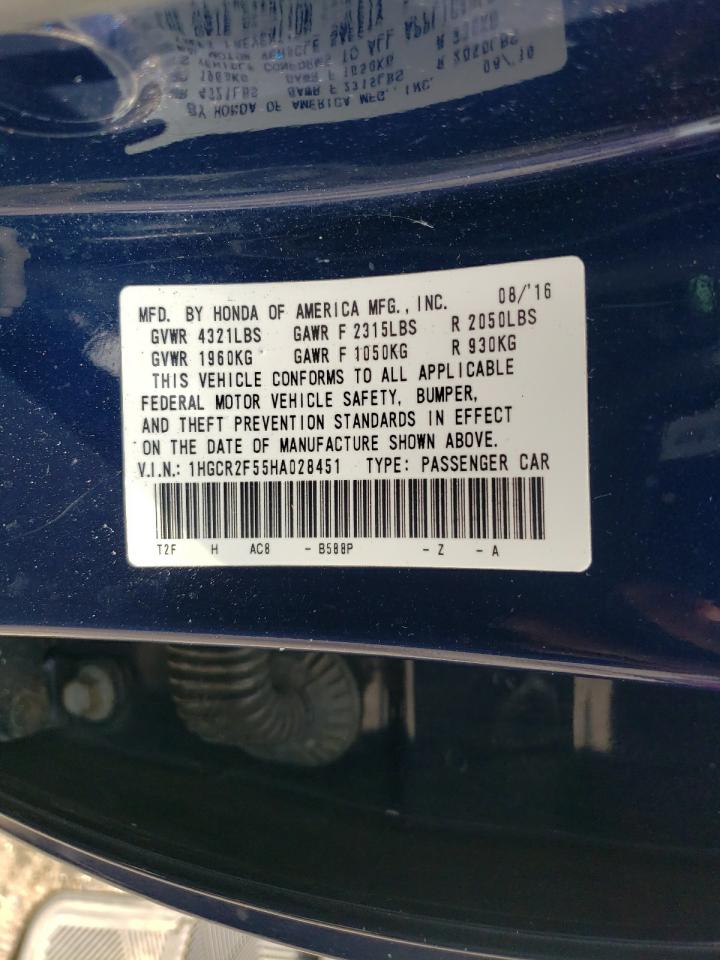 MFD. BY HONDA OF AMERICA MFG., INC. 08/'16
GVWR 4321LBS GAWR F 2315LBS R 2050LBS
GVWR 1960KG GAWR F 1050KG R 930KG
THIS VEHICLE CONFORMS TO ALL APPLICABLE
FEDERAL MOTOR VEHICLE SAFETY, BUMPER,
AND THEFT PREVENTION STANDARDS IN EFFECT
ON THE DATE OF MANUFACTURE SHOWN ABOVE.
V.I.N.: 1HGCR2F55HA028451 TYPE: PASSENGER CAR
T2F H AC8 - B588P - Z - A